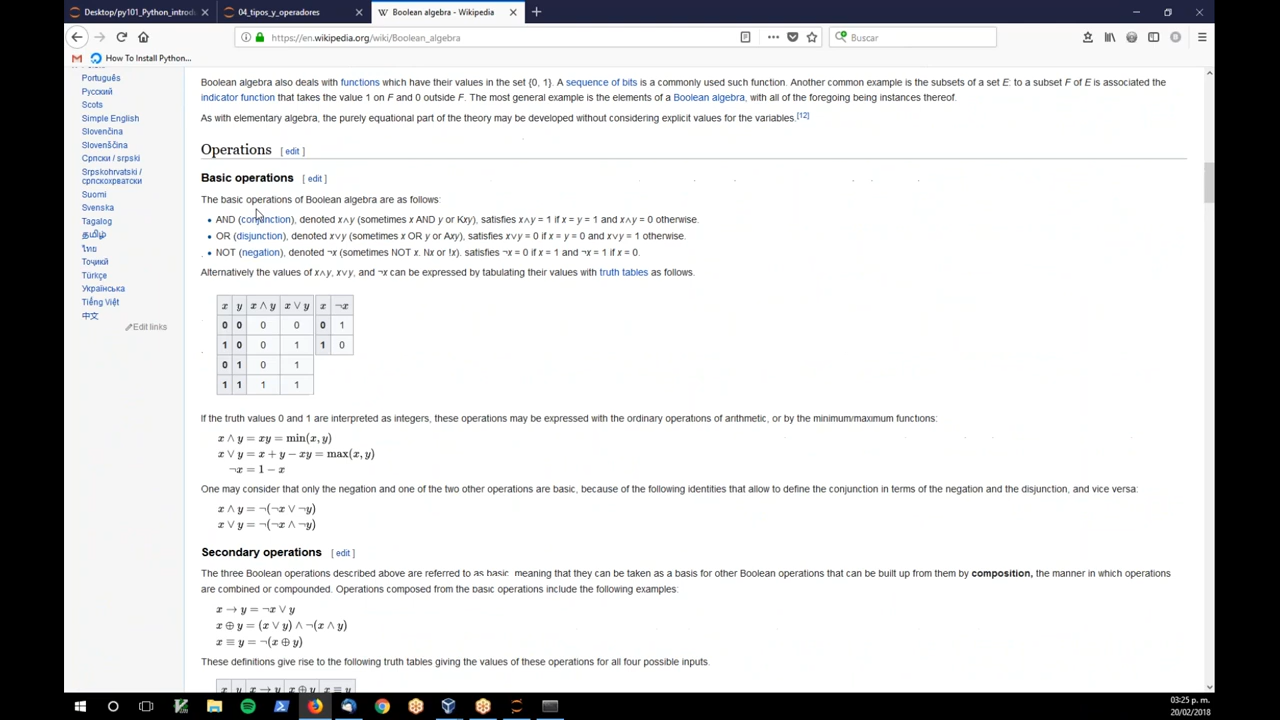 Desktop/py101_Python_introd
04_tipos_y_operadores
W Boolean algebra - Wikipedia
https://en.wikipedia.org/wiki/Boolean_algebra
Buscar
How To Install Python...
Português
Русский
Scots
Simple English
Slovenčina
Slovenščina
Српски / srpski
Srpskohrvatski /
српскохрватски
Suomi
Svenska
Tagalog
தமிழ்
ไทย
Тоҷикӣ
Türkçe
Українська
Tiếng Việt
中文
Edit links
Boolean algebra also deals with functions which have their values in the set {0, 1}. A sequence of bits is a commonly used such function. Another common example is the subsets of a set E: to a subset F of E is associated the
indicator function that takes the value 1 on F and 0 outside F. The most general example is the elements of a Boolean algebra, with all of the foregoing being instances thereof.
As with elementary algebra, the purely equational part of the theory may be developed without considering explicit values for the variables.[12]
Operations [ edit ]
Basic operations [ edit ]
The basic operations of Boolean algebra are as follows:
• AND (conjunction), denoted x∧y (sometimes x AND y or Kxy), satisfies x∧y = 1 if x = y = 1 and x∧y = 0 otherwise.
• OR (disjunction), denoted x∨y (sometimes x OR y or Axy), satisfies x∨y = 0 if x = y = 0 and x∨y = 1 otherwise.
• NOT (negation), denoted ¬x (sometimes NOT x, Nx or !x), satisfies ¬x = 0 if x = 1 and ¬x = 1 if x = 0.
Alternatively the values of x∧y, x∨y, and ¬x can be expressed by tabulating their values with truth tables as follows.
x y x ∧ y x ∨ y x ¬x
0 0 0 0 0 1
1 0 0 1 1 0
0 1 0 1
1 1 1 1
If the truth values 0 and 1 are interpreted as integers, these operations may be expressed with the ordinary operations of arithmetic, or by the minimum/maximum functions:
x ∧ y = xy = min(x, y)
x ∨ y = x + y − xy = max(x, y)
¬x = 1 − x
One may consider that only the negation and one of the two other operations are basic, because of the following identities that allow to define the conjunction in terms of the negation and the disjunction, and vice versa:
x ∧ y = ¬(¬x ∨ ¬y)
x ∨ y = ¬(¬x ∧ ¬y)
Secondary operations [ edit ]
The three Boolean operations described above are referred to as basic, meaning that they can be taken as a basis for other Boolean operations that can be built up from them by composition, the manner in which operations
are combined or compounded. Operations composed from the basic operations include the following examples:
x → y = ¬x ∨ y
x ⊕ y = (x ∨ y) ∧ ¬(x ∧ y)
x ≡ y = ¬(x ⊕ y)
These definitions give rise to the following truth tables giving the values of these operations for all four possible inputs.
x y x → y x ⊕ y x ≡ y
03:25 p. m.
20/02/2018